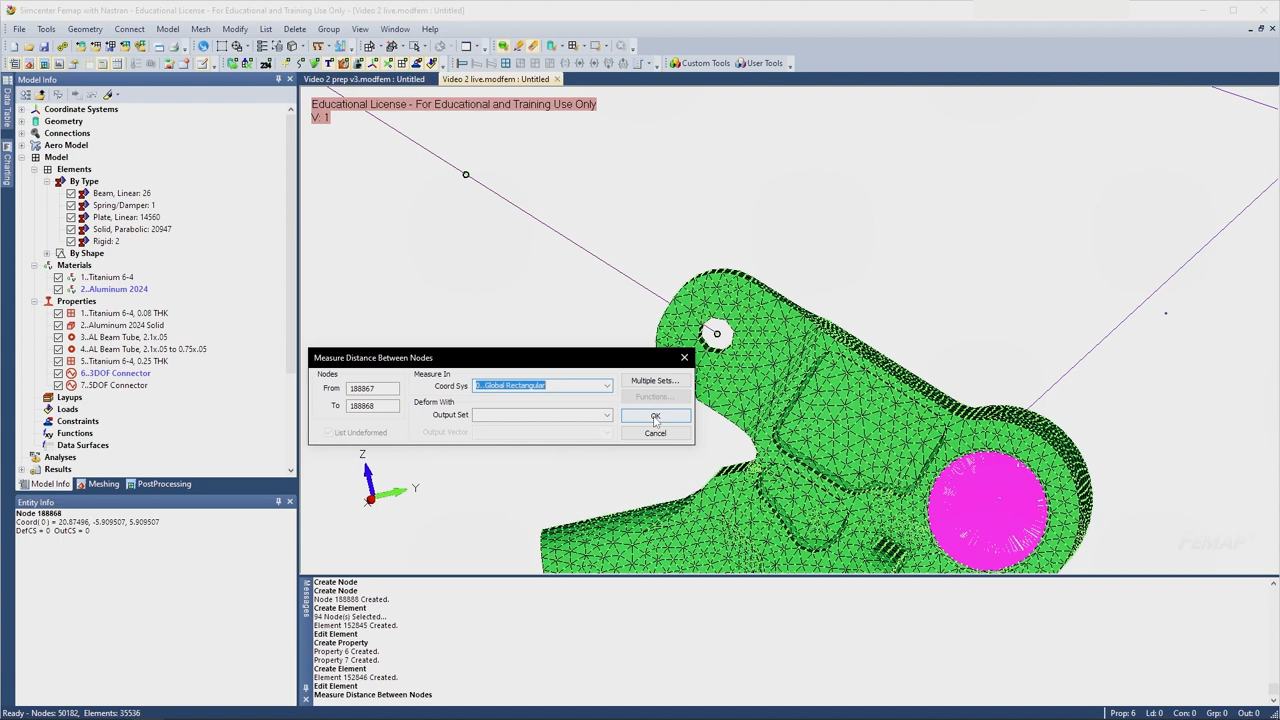 Simcenter Femap with Nastran - Educational License - For Educational and Training Use Only - [Video 2 live.modfem : Untitled]
File Tools Geometry Connect Model Modify Mesh List Delete Group View Window Help
Custom Tools User Tools
Model Info
Video 2 prep v3.modfem : Untitled
Video 2 live.modfem : Untitled
Data Table
Charting
Coordinate Systems
Geometry
Connections
Aero Model
Model
Elements
By Type
Beam, Linear: 26
Spring/Damper: 1
Plate, Linear: 14560
Solid, Parabolic: 20947
Rigid: 2
By Shape
Materials
1..Titanium 6-4
2..Aluminum 2024
Properties
1..Titanium 6-4, 0.08 THK
2..Aluminum 2024 Solid
3..AL Beam Tube, 2.1x.05
4..AL Beam Tube, 2.1x.05 to 0.75x.05
5..Titanium 6-4, 0.25 THK
6..3DOF Connector
7..5DOF Connector
Layups
Loads
Constraints
Functions
Data Surfaces
Analyses
Results
Model Info Meshing PostProcessing
Entity Info
Node 188868
Coord( 0 ) = 20.87496, -5.909507, 5.909507
DefCS = 0 OutCS = 0
Educational License - For Educational and Training Use Only
V: 1
Measure Distance Between Nodes
Nodes
From 188867
To 188868
List Undeformed
Measure In
Coord Sys 0..Global Rectangular
Deform With
Output Set
Output Vector
Multiple Sets...
Functions...
OK
Cancel
Z
Y
X
FEMAP
Messages
Create Node
Create Node
Node 188888 Created.
Create Element
94 Node(s) Selected...
Element 152845 Created.
Edit Element
Create Property
Property 6 Created.
Property 7 Created.
Create Element
Element 152846 Created.
Edit Element
Measure Distance Between Nodes
Ready - Nodes: 50182, Elements: 35536
Prop: 6 Ld: 0 Con: 0 Grp: 0 Out: 0